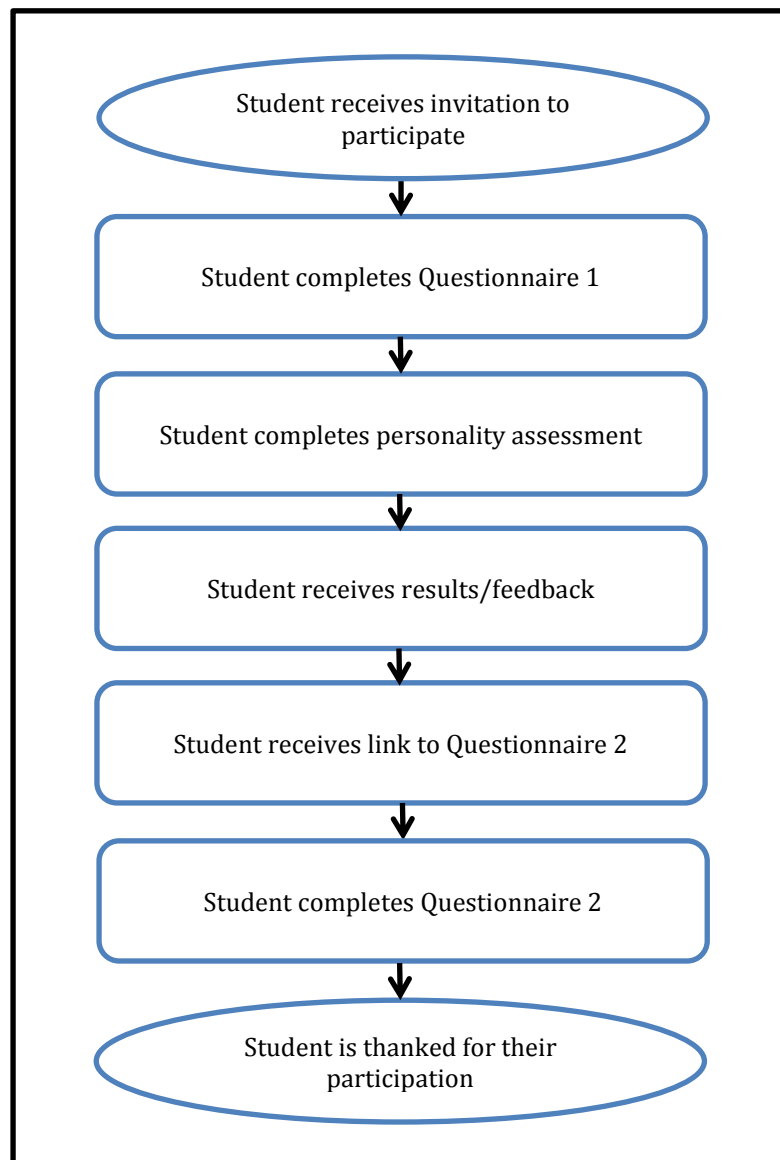 Student receives invitation to
participate
Student completes Questionnaire 1
Student completes personality assessment
Student receives results/feedback
Student receives link to Questionnaire 2
Student completes Questionnaire 2
Student is thanked for their
participation